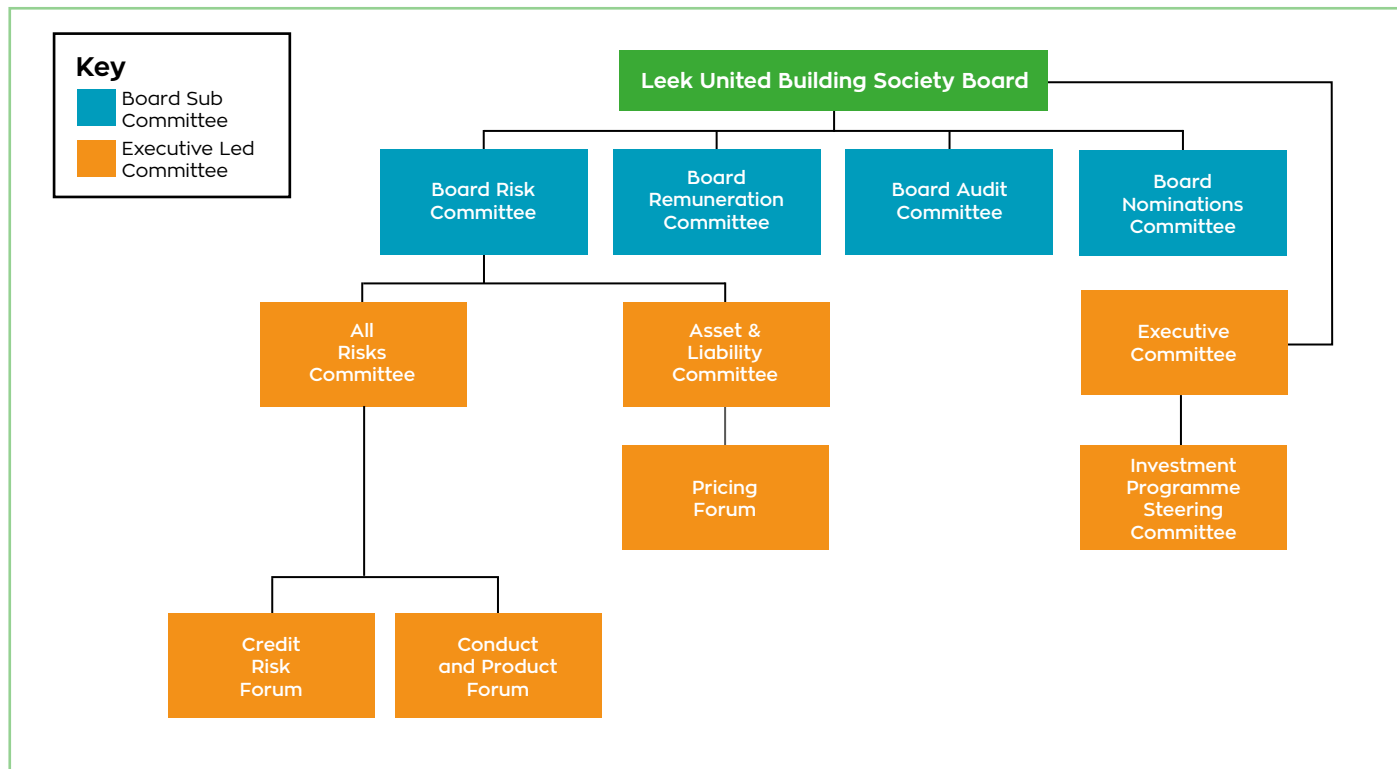 Key
Board Sub
Committee
Executive Led
Committee
Leek United Building Society Board
Board Risk
Committee
Board
Remuneration
Committee
Board Audit
Committee
Board
Nominations
Committee
All
Risks
Committee
Asset &
Liability
Committee
Executive
Committee
Pricing
Forum
Investment
Programme
Steering
Committee
Credit
Risk
Forum
Conduct
and Product
Forum